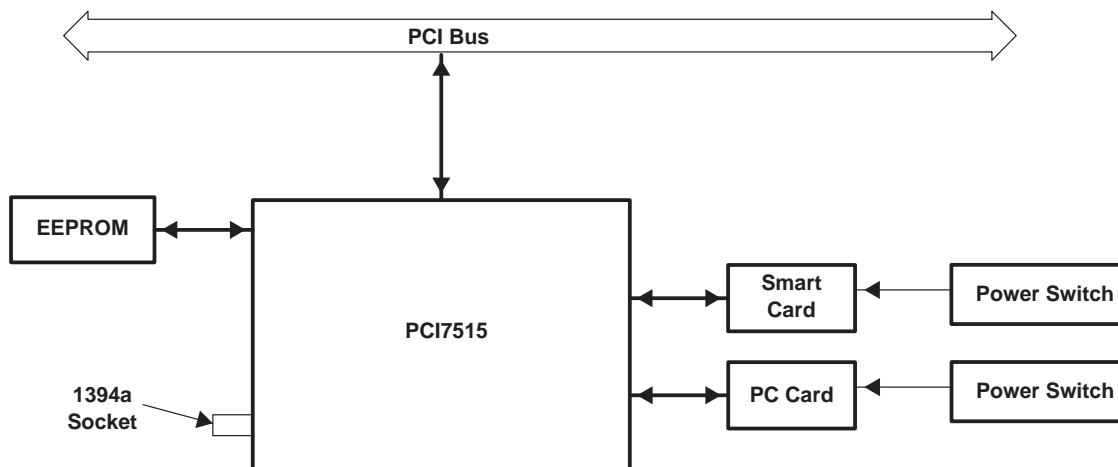 PCI Bus
EEPROM
PCI7515
Smart
Card
Power Switch
PC Card
Power Switch
1394a
Socket